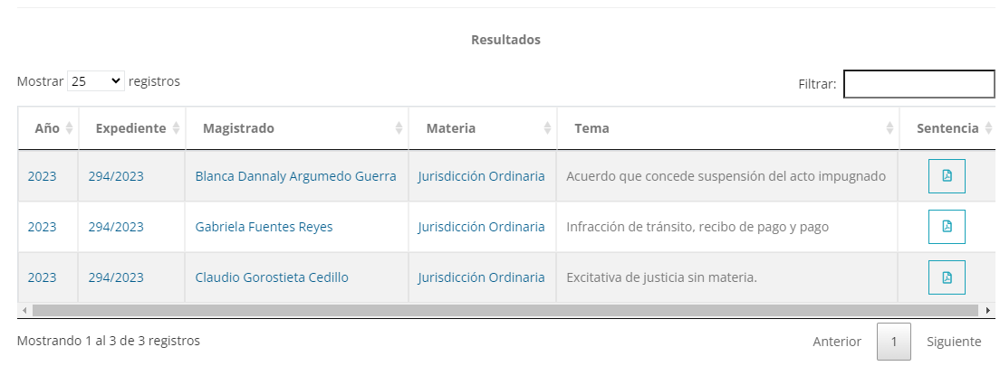 Resultados
Mostrar 25 registros
Filtrar:
Año Expediente Magistrado Materia Tema Sentencia
2023 294/2023 Blanca Dannaly Argumedo Guerra Jurisdicción Ordinaria Acuerdo que concede suspensión del acto impugnado
2023 294/2023 Gabriela Fuentes Reyes Jurisdicción Ordinaria Infracción de tránsito, recibo de pago y pago
2023 294/2023 Claudio Gorostieta Cedillo Jurisdicción Ordinaria Excitativa de justicia sin materia.
Mostrando 1 al 3 de 3 registros
Anterior 1 Siguiente